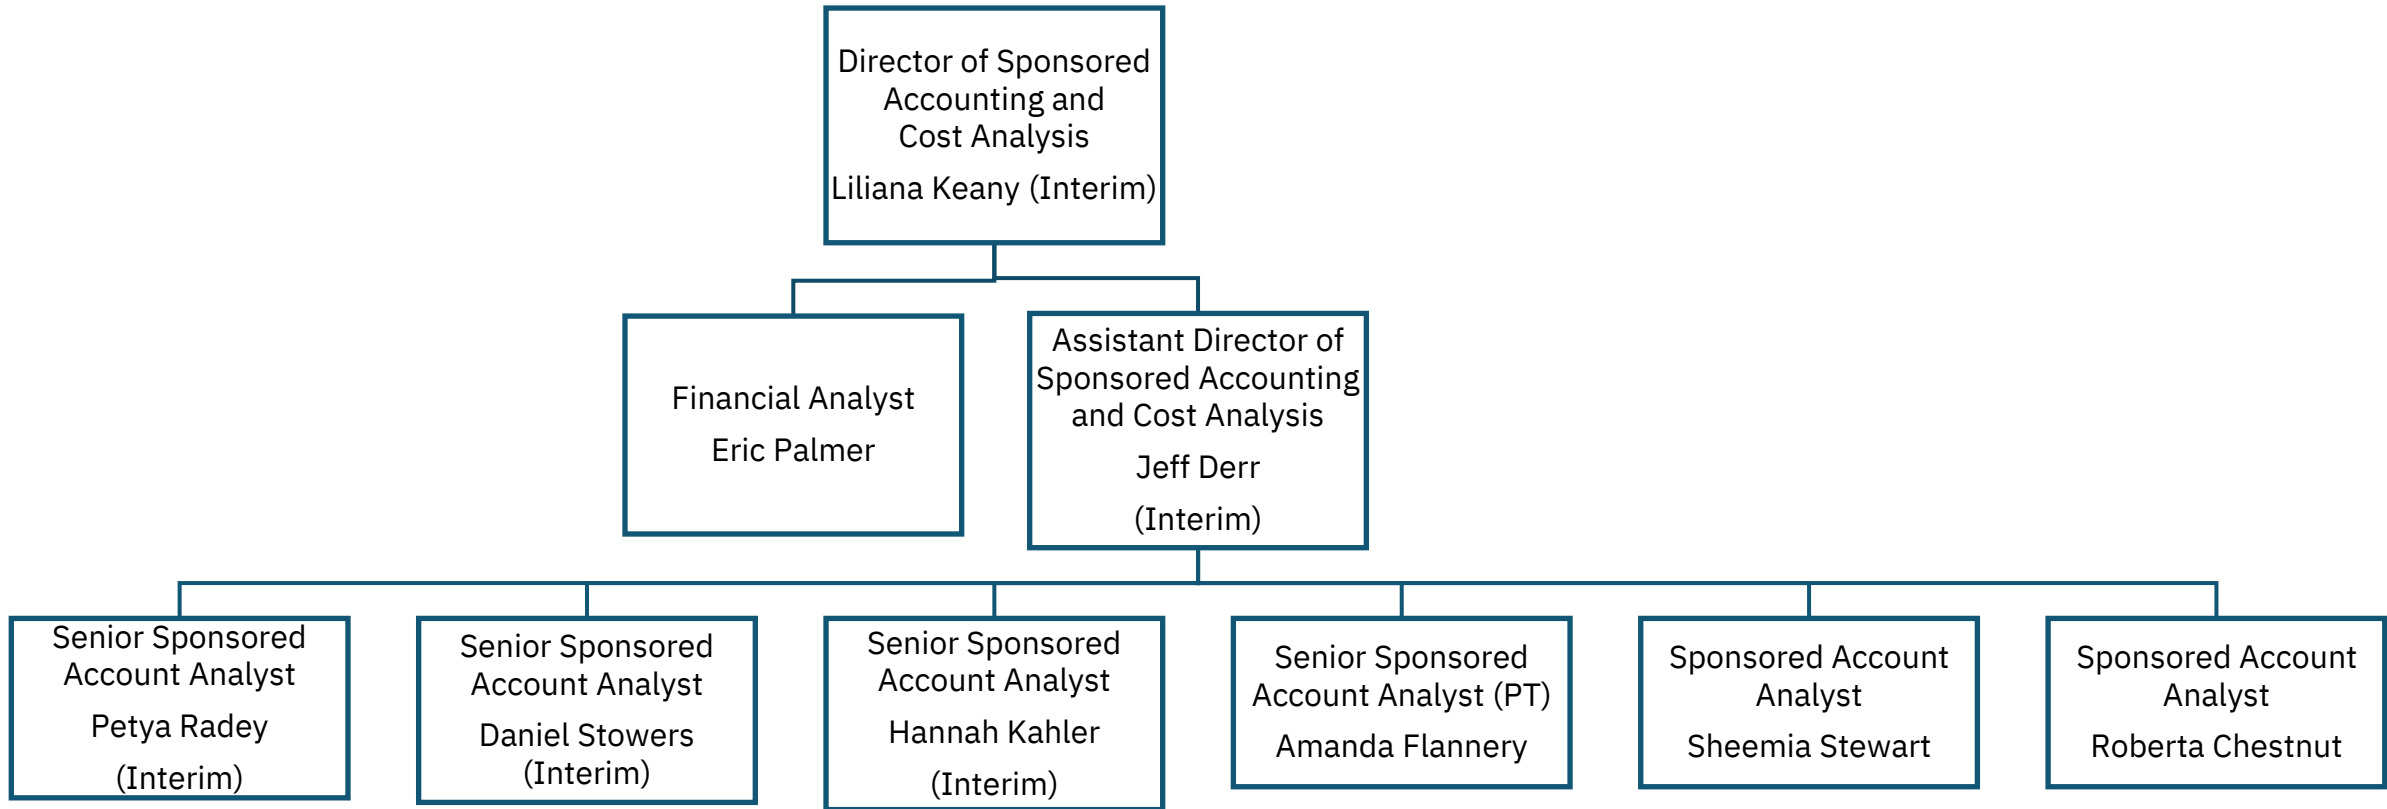 Director of Sponsored
Accounting and
Cost Analysis
Liliana Keany (Interim)
Financial Analyst
Eric Palmer
Assistant Director of
Sponsored Accounting
and Cost Analysis
Jeff Derr
(Interim)
Senior Sponsored
Account Analyst
Petya Radey
(Interim)
Senior Sponsored
Account Analyst
Daniel Stowers
(Interim)
Senior Sponsored
Account Analyst
Hannah Kahler
(Interim)
Senior Sponsored
Account Analyst (PT)
Amanda Flannery
Sponsored Account
Analyst
Sheemia Stewart
Sponsored Account
Analyst
Roberta Chestnut